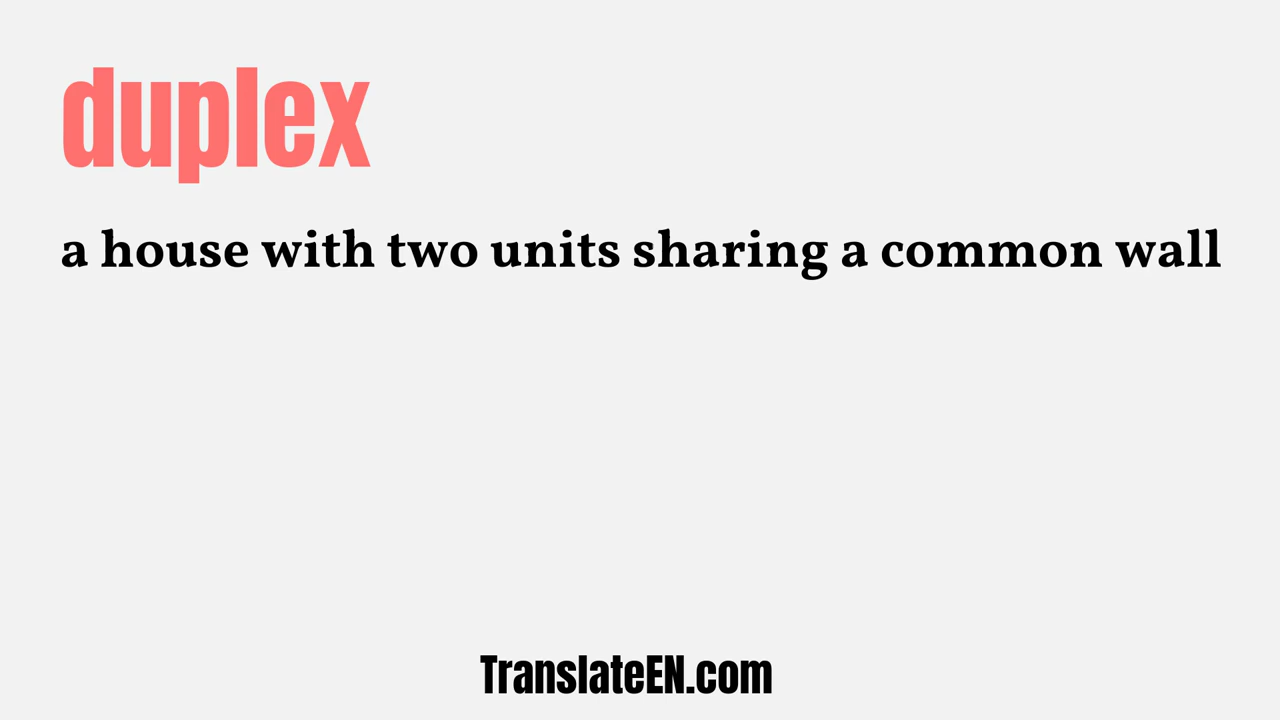 duplex
a house with two units sharing a common wall
TranslateEN.com